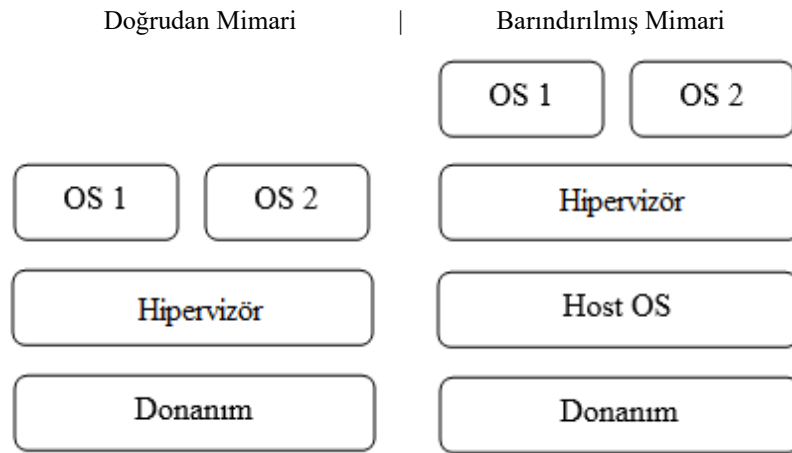 Doğrudan Mimari | Barındırılmış Mimari
OS 1 OS 2
OS 1 OS 2 Hipervizör
Hipervizör Host OS
Donanım Donanım